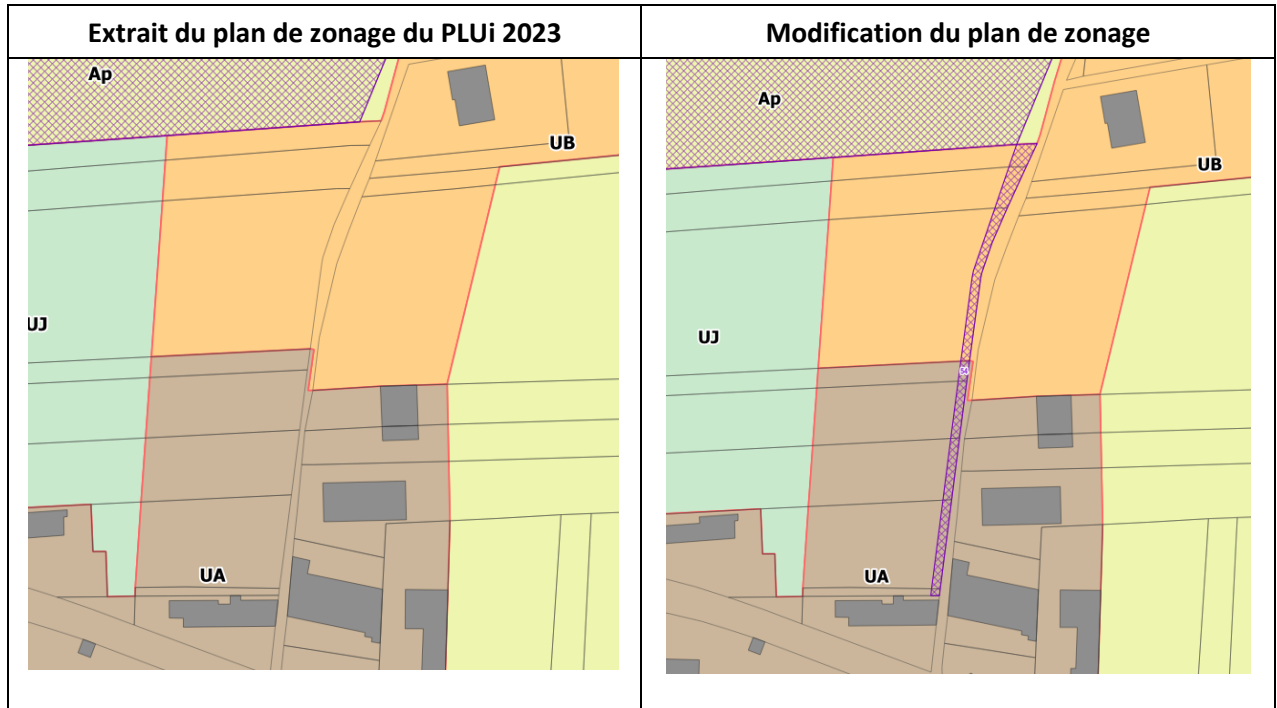 Extrait du plan de zonage du PLUi 2023
Modification du plan de zonage
Ap
UB
UJ
UA
Ap
UB
UJ
54
UA